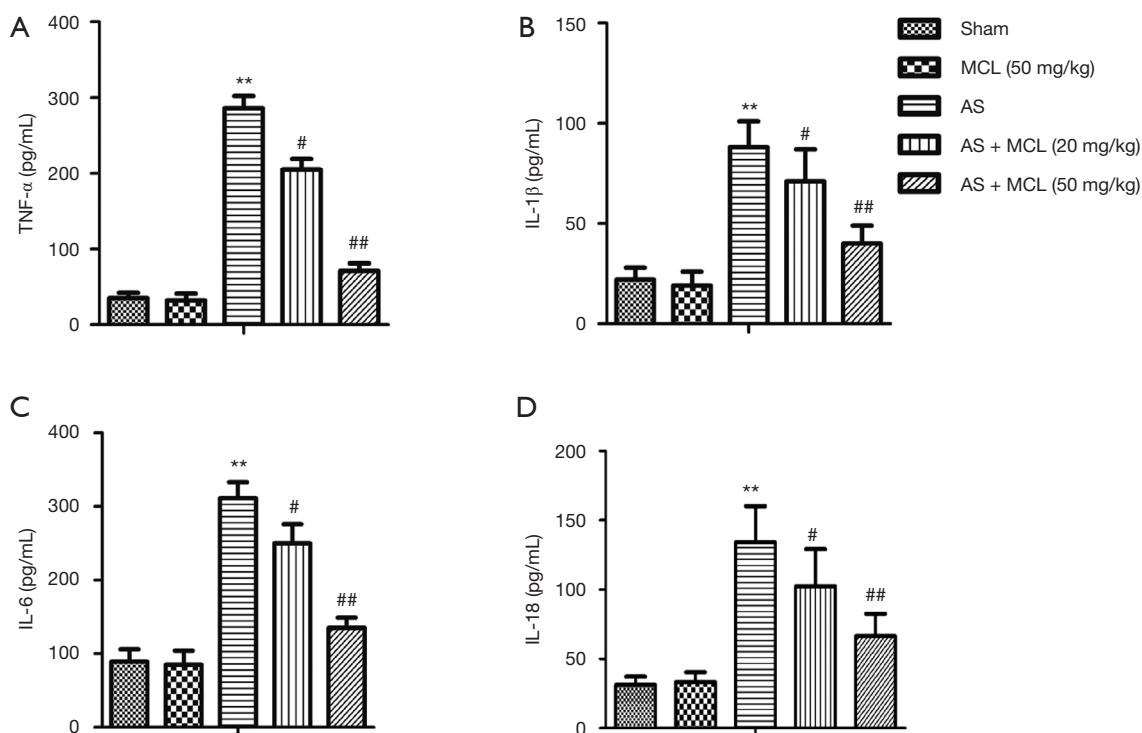 A
TNF-α (pg/mL)
400
300
200
100
0
**
#
##
B
IL-1β (pg/mL)
150
100
50
0
**
#
##
Sham
MCL (50 mg/kg)
AS
AS + MCL (20 mg/kg)
AS + MCL (50 mg/kg)
C
IL-6 (pg/mL)
400
300
200
100
0
**
#
##
D
IL-18 (pg/mL)
200
150
100
50
0
**
#
##